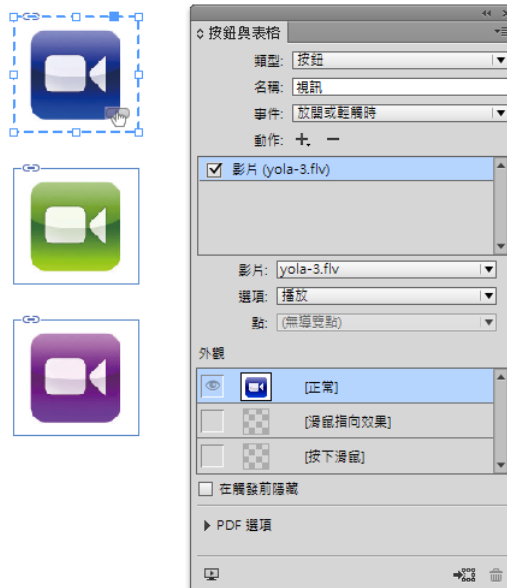 按鈕與表格
類型: 按鈕
名稱: 視訊
事件: 放開或輕觸時
動作:
影片 (yola-3.flv)
影片: yola-3.flv
選項: 播放
點: (無導覽點)
外觀
[正常]
[滑鼠指向效果]
[按下滑鼠]
在觸發前隱藏
PDF 選項